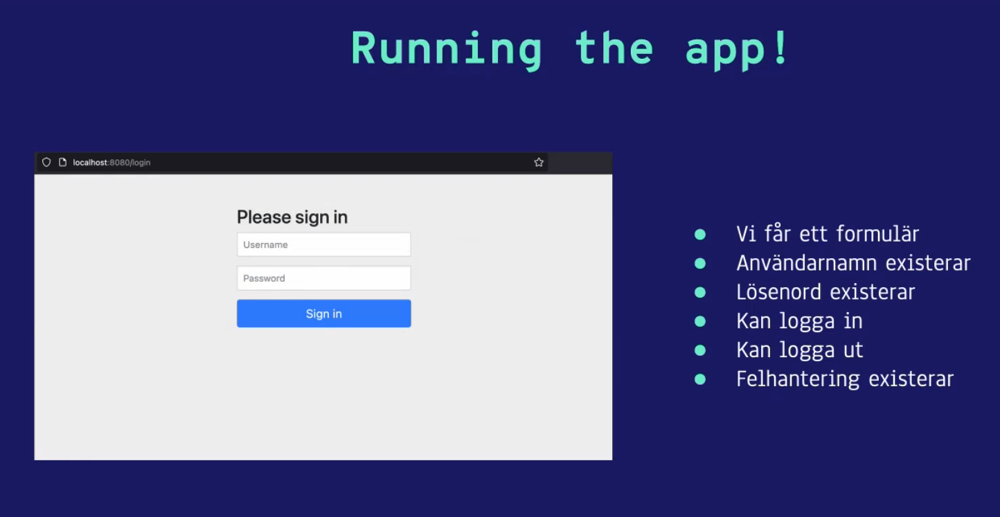 Running the app!
localhost:8080/login
Please sign in
Username
Password
Sign in
Vi får ett formulär
Användarnamn existerar
Lösenord existerar
Kan logga in
Kan logga ut
Felhantering existerar